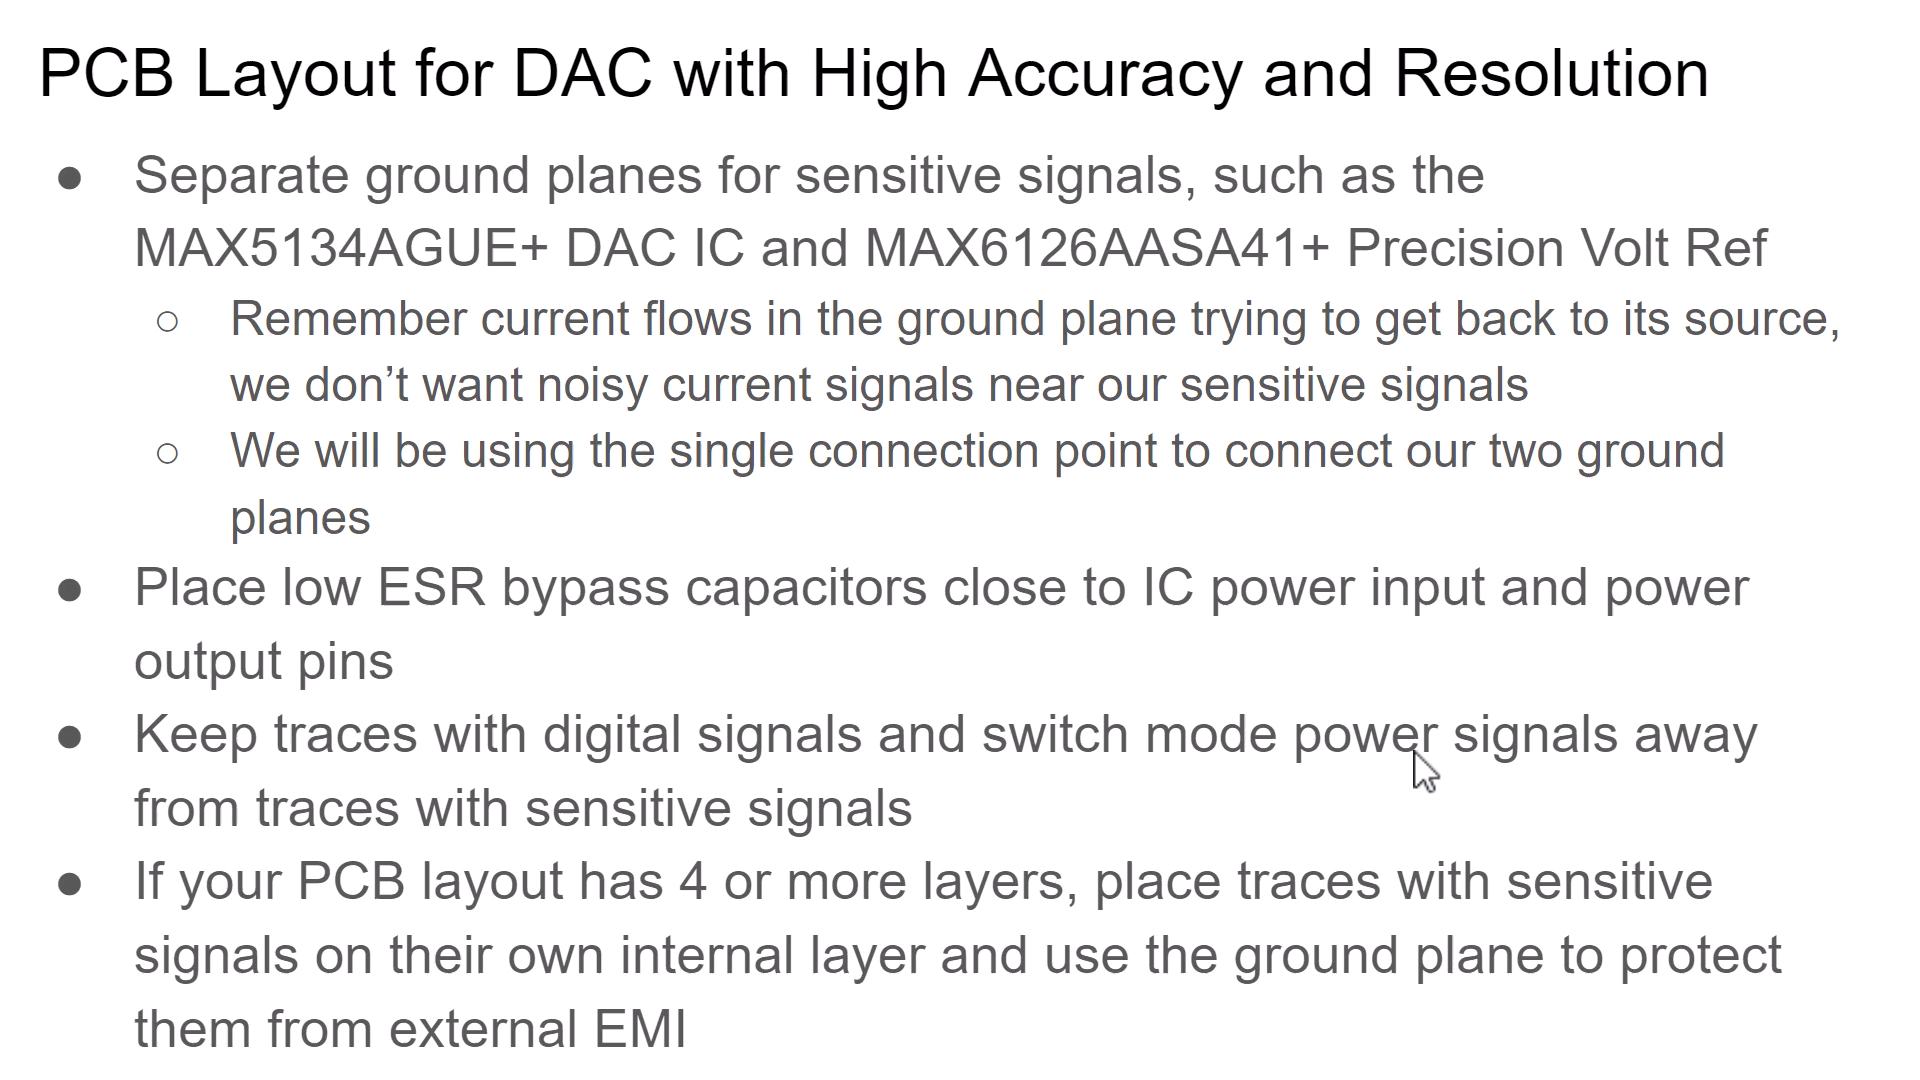 PCB Layout for DAC with High Accuracy and Resolution
● Separate ground planes for sensitive signals, such as the
MAX5134AGUE+ DAC IC and MAX6126AASA41+ Precision Volt Ref
○ Remember current flows in the ground plane trying to get back to its source,
we don’t want noisy current signals near our sensitive signals
○ We will be using the single connection point to connect our two ground
planes
● Place low ESR bypass capacitors close to IC power input and power
output pins
● Keep traces with digital signals and switch mode power signals away
from traces with sensitive signals
● If your PCB layout has 4 or more layers, place traces with sensitive
signals on their own internal layer and use the ground plane to protect
them from external EMI